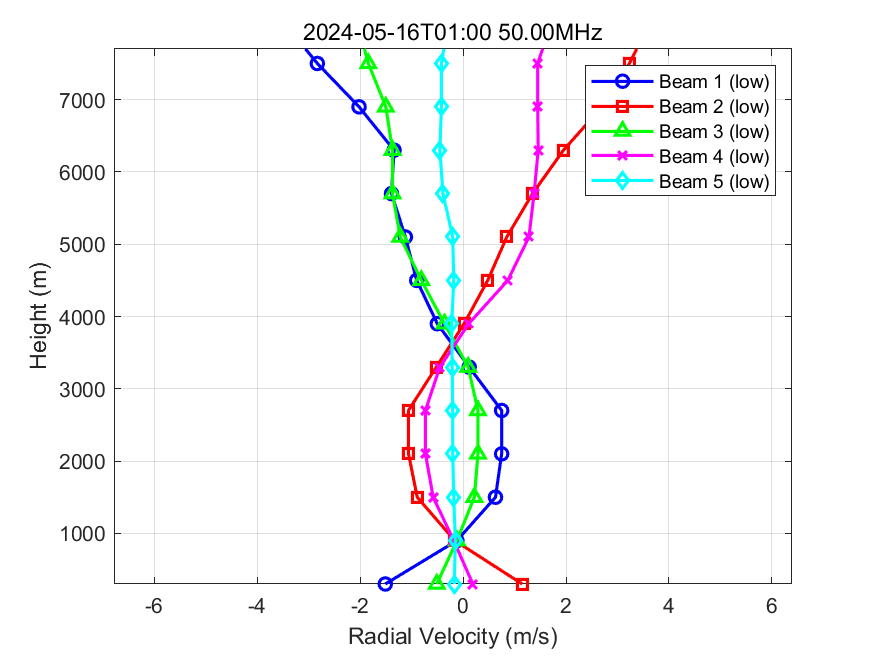 2024-05-16T01:00 50.00MHz
Beam 1 (low)
Beam 2 (low)
Beam 3 (low)
Beam 4 (low)
Beam 5 (low)
Height (m)
7000
6000
5000
4000
3000
2000
1000
-6 -4 -2 0 2 4 6
Radial Velocity (m/s)